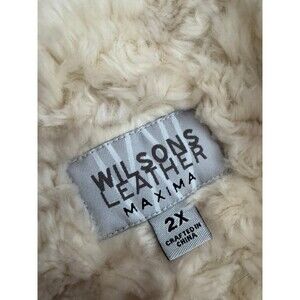 WILSONS
LEATHER
MAXIMA
2X
CRAFTED IN
CHINA